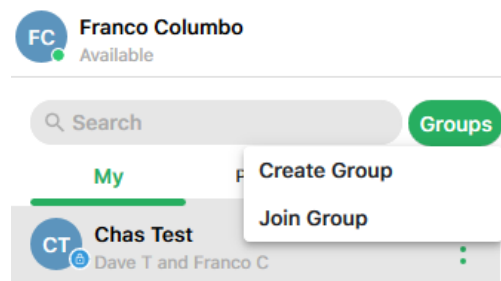 FC
Franco Columbo
Available
Search
Groups
My
Create Group
Join Group
CT
Chas Test
Dave T and Franco C